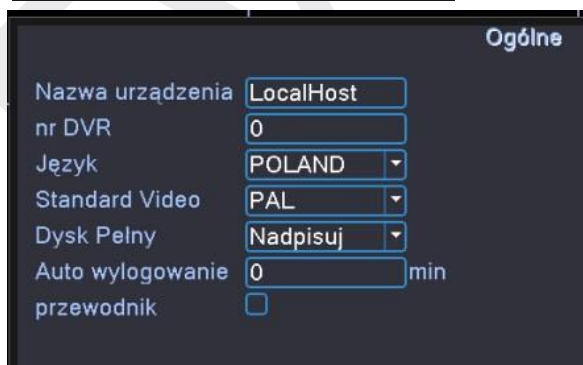 Ogólne
Nazwa urządzenia LocalHost
nr DVR 0
Język POLAND
Standard Video PAL
Dysk Pelny Nadpisuj
Auto wylogowanie 0 min
przewodnik